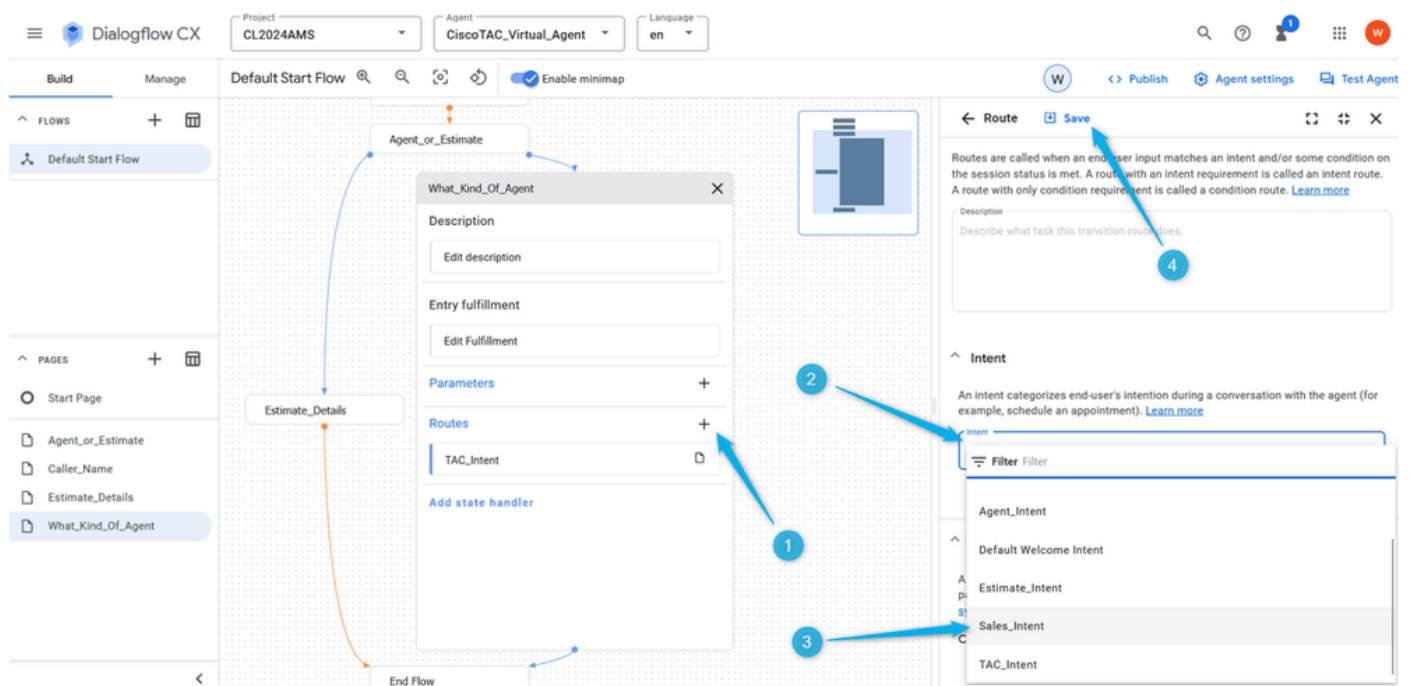 Dialogflow CX
Project
CL2024AMS
Agent
CiscoTAC_Virtual_Agent
Language
en
1
W
Build
Manage
Default Start Flow
Enable minimap
W
Publish
Agent settings
Test Agent
FLOWS
Default Start Flow
PAGES
Start Page
Agent_or_Estimate
Caller_Name
Estimate_Details
What_Kind_Of_Agent
Agent_or_Estimate
What_Kind_Of_Agent
Description
Edit description
Entry fulfillment
Edit Fulfillment
Parameters
Routes
TAC_Intent
Add state handler
Estimate_Details
End Flow
1
2
3
4
Route
Save
Routes are called when an end-user input matches an intent and/or some condition on
the session status is met. A route with an intent requirement is called an intent route.
A route with only condition requirement is called a condition route. Learn more
Description
Describe what task this transition route does.
Intent
An intent categorizes end-user's intention during a conversation with the agent (for
example, schedule an appointment). Learn more
Intent
Filter Filter
Agent_Intent
Default Welcome Intent
Estimate_Intent
Sales_Intent
TAC_Intent